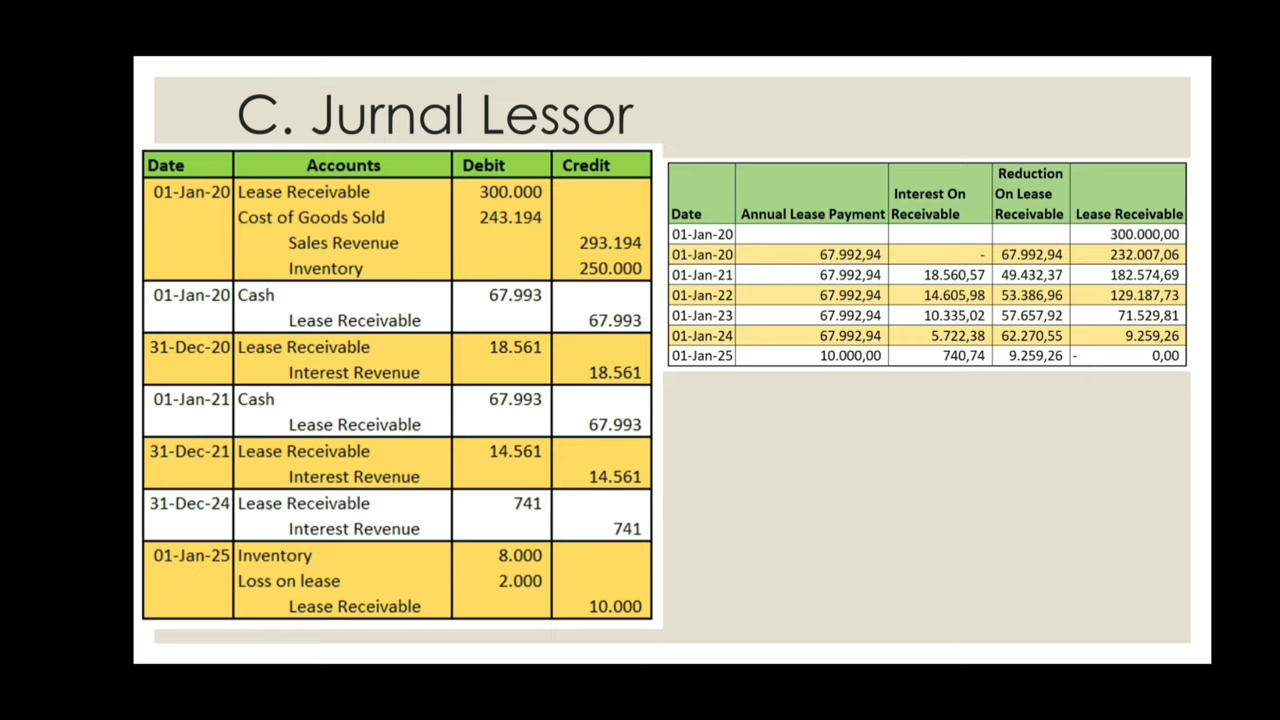 C. Jurnal Lessor
Date Accounts Debit Credit
01-Jan-20 Lease Receivable 300.000
Cost of Goods Sold 243.194
Sales Revenue 293.194
Inventory 250.000
01-Jan-20 Cash 67.993
Lease Receivable 67.993
31-Dec-20 Lease Receivable 18.561
Interest Revenue 18.561
01-Jan-21 Cash 67.993
Lease Receivable 67.993
31-Dec-21 Lease Receivable 14.561
Interest Revenue 14.561
31-Dec-24 Lease Receivable 741
Interest Revenue 741
01-Jan-25 Inventory 8.000
Loss on lease 2.000
Lease Receivable 10.000
Reduction
Interest On On Lease
Date Annual Lease Payment Receivable Receivable Lease Receivable
01-Jan-20 300.000,00
01-Jan-20 67.992,94 - 67.992,94 232.007,06
01-Jan-21 67.992,94 18.560,57 49.432,37 182.574,69
01-Jan-22 67.992,94 14.605,98 53.386,96 129.187,73
01-Jan-23 67.992,94 10.335,02 57.657,92 71.529,81
01-Jan-24 67.992,94 5.722,38 62.270,55 9.259,26
01-Jan-25 10.000,00 740,74 9.259,26 - 0,00